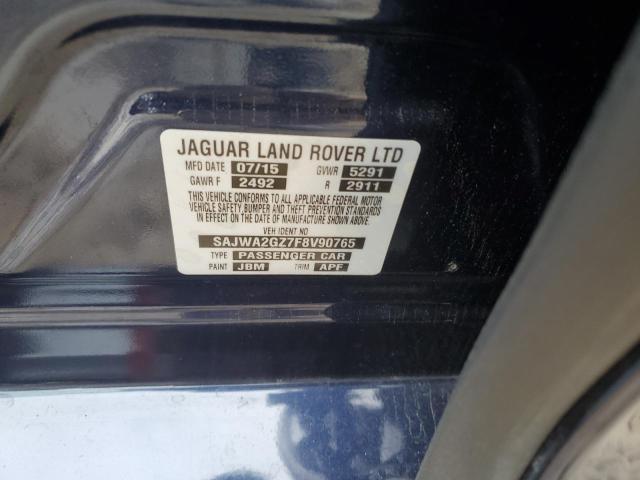 JAGUAR LAND ROVER LTD
MFD DATE 07/15 GVWR 5291
GAWR F 2492 R 2911
THIS VEHICLE CONFORMS TO ALL APPLICABLE FEDERAL MOTOR
VEHICLE SAFETY, BUMPER AND THEFT PREVENTION STANDARDS
IN EFFECT ON THE DATE OF MANUFACTURE SHOWN ABOVE.
VEH IDENT NO
SAJWA2GZ7F8V90765
TYPE PASSENGER CAR
PAINT JBM TRIM APF